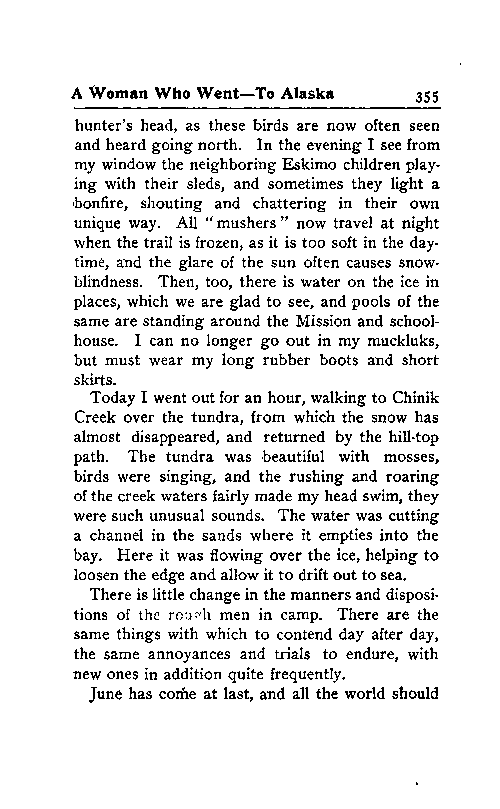 A Woman Who Went—To Alaska 355
hunter's head, as these birds are now often seen
and heard going north. In the evening I see from
my window the neighboring Eskimo children play-
ing with their sleds, and sometimes they light a
bonfire, shouting and chattering in their own
unique way. All "mushers" now travel at night
when the trail is frozen, as it is too soft in the day-
time, and the glare of the sun often causes snow-
blindness. Then, too, there is water on the ice in
places, which we are glad to see, and pools of the
same are standing around the Mission and school-
house. I can no longer go out in my muckluks,
but must wear my long rubber boots and short
skirts.
Today I went out for an hour, walking to Chinik
Creek over the tundra, from which the snow has
almost disappeared, and returned by the hill-top
path. The tundra was beautiful with mosses,
birds were singing, and the rushing and roaring
of the creek waters fairly made my head swim, they
were such unusual sounds. The water was cutting
a channel in the sands where it empties into the
bay. Here it was flowing over the ice, helping to
loosen the edge and allow it to drift out to sea.
There is little change in the manners and disposi-
tions of the rough men in camp. There are the
same things with which to contend day after day,
the same annoyances and trials to endure, with
new ones in addition quite frequently.
June has come at last, and all the world should